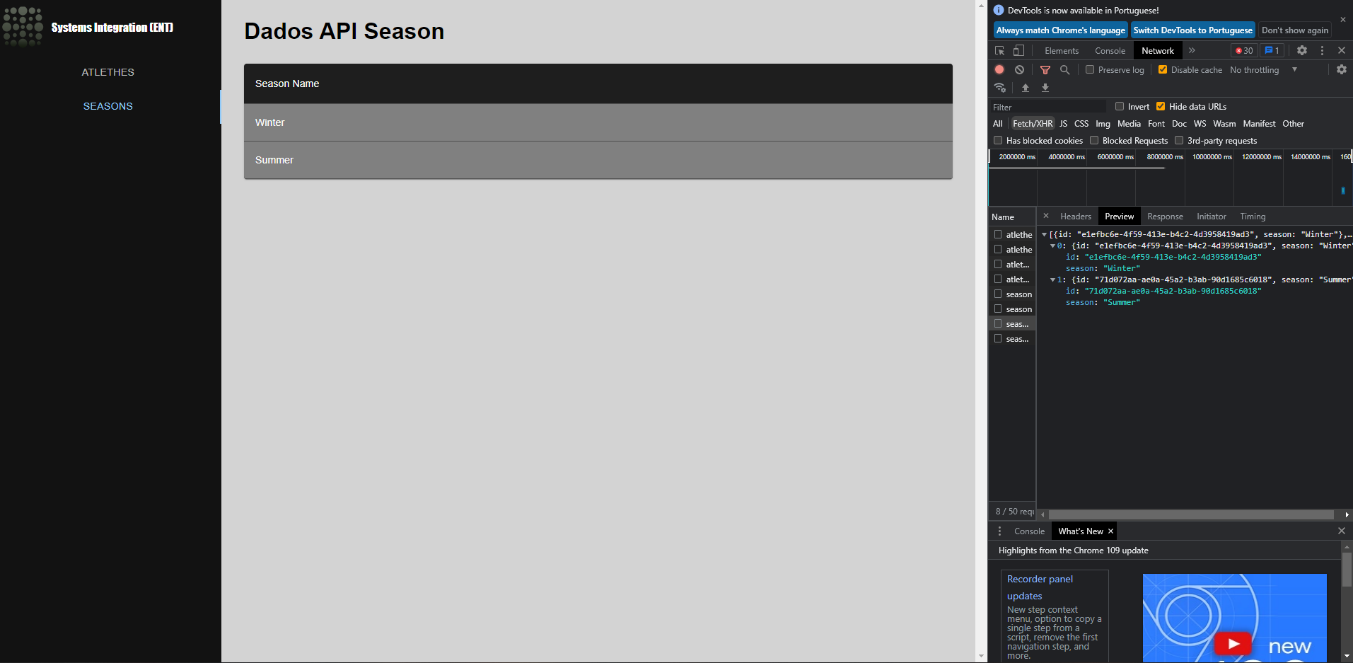 Systems Integration (ENT)
ATLETHES
SEASONS
Dados API Season
Season Name
Winter
Summer
DevTools is now available in Portuguese!
Always match Chrome's language Switch DevTools to Portuguese Don't show again
Elements Console Network » 30 1
Preserve log Disable cache No throttling
Filter Invert Hide data URLs
All Fetch/XHR JS CSS Img Media Font Doc WS Wasm Manifest Other
Has blocked cookies Blocked Requests 3rd-party requests
2000000 ms 4000000 ms 6000000 ms 8000000 ms 10000000 ms 12000000 ms 14000000 ms 160
Name
atlethe
atlethe
atlet...
atlet...
season
season
seas...
seas...
8 / 50 requ
× Headers Preview Response Initiator Timing
[{id: "e1efbc6e-4f59-413e-b4c2-4d3958419ad3", season: "Winter"},…
0: {id: "e1efbc6e-4f59-413e-b4c2-4d3958419ad3", season: "Winter"
id: "e1efbc6e-4f59-413e-b4c2-4d3958419ad3"
season: "Winter"
1: {id: "71d072aa-ae0a-45a2-b3ab-90d1685c6018", season: "Summer"
id: "71d072aa-ae0a-45a2-b3ab-90d1685c6018"
season: "Summer"
Console What's New ×
Highlights from the Chrome 109 update
Recorder panel
updates
New step context
menu, option to copy a
single step from a
script, remove the first
navigation step, and
more.
new